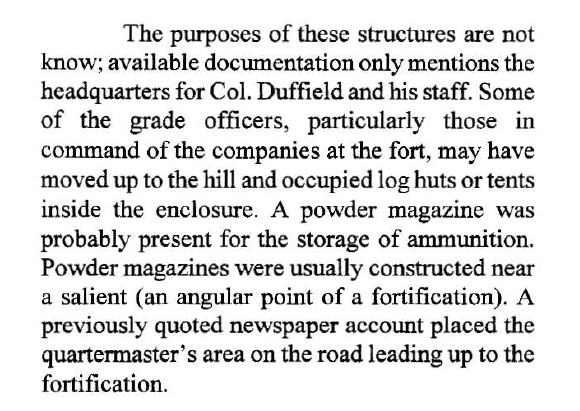 The purposes of these structures are not
know; available documentation only mentions the
headquarters for Col. Duffield and his staff. Some
of the grade officers, particularly those in
command of the companies at the fort, may have
moved up to the hill and occupied log huts or tents
inside the enclosure. A powder magazine was
probably present for the storage of ammunition.
Powder magazines were usually constructed near
a salient (an angular point of a fortification). A
previously quoted newspaper account placed the
quartermaster's area on the road leading up to the
fortification.